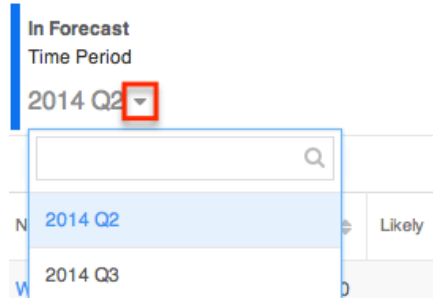 In Forecast
Time Period
2014 Q2
N 2014 Q2 Likely
2014 Q3
W 0